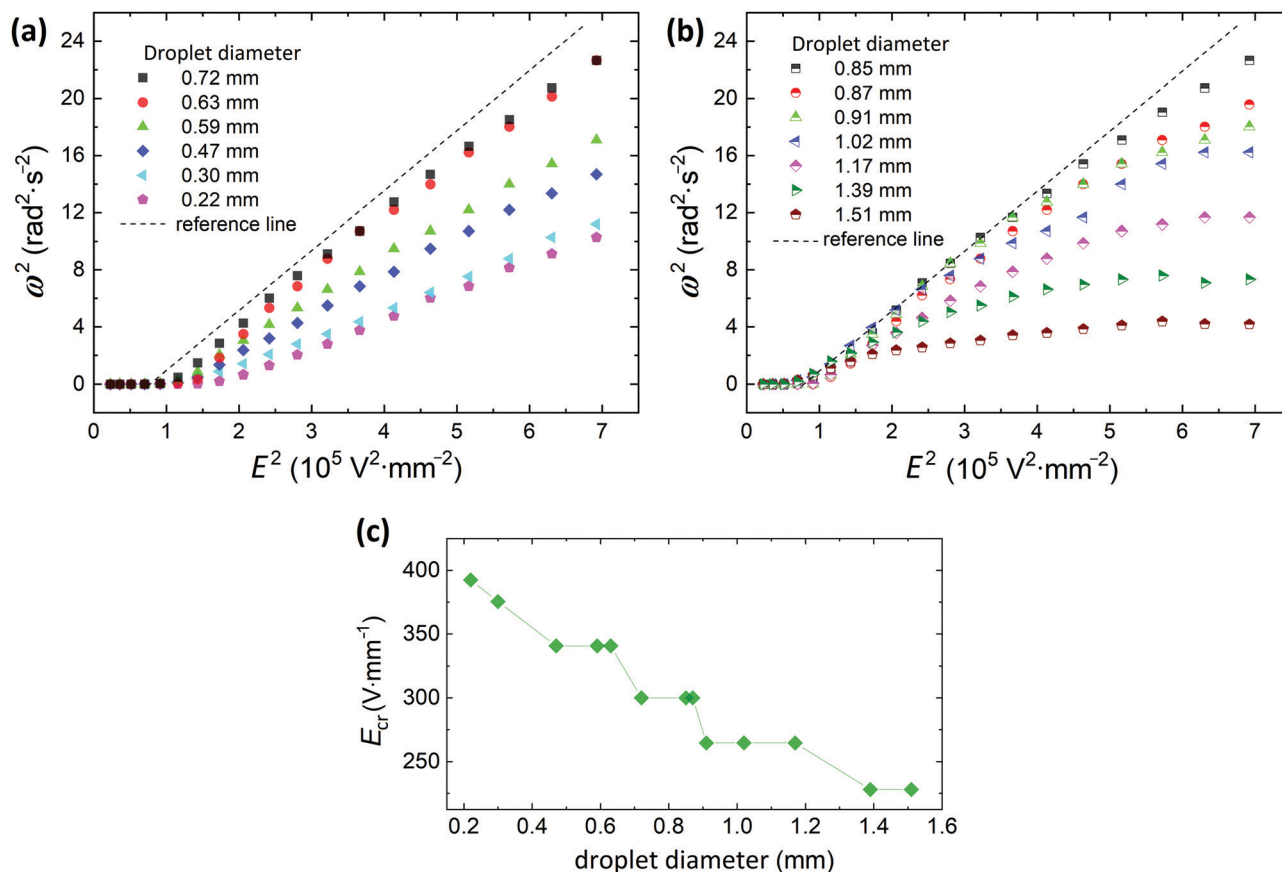 (a)
Droplet diameter
0.72 mm
0.63 mm
0.59 mm
0.47 mm
0.30 mm
0.22 mm
reference line
24
20
16
12
8
4
0
ω² (rad²·s⁻²)
0 1 2 3 4 5 6 7
E² (10⁵ V²·mm⁻²)
(b)
Droplet diameter
0.85 mm
0.87 mm
0.91 mm
1.02 mm
1.17 mm
1.39 mm
1.51 mm
reference line
24
20
16
12
8
4
0
ω² (rad²·s⁻²)
0 1 2 3 4 5 6 7
E² (10⁵ V²·mm⁻²)
(c)
400
350
300
250
E_cr (V·mm⁻¹)
0.2 0.4 0.6 0.8 1.0 1.2 1.4 1.6
droplet diameter (mm)